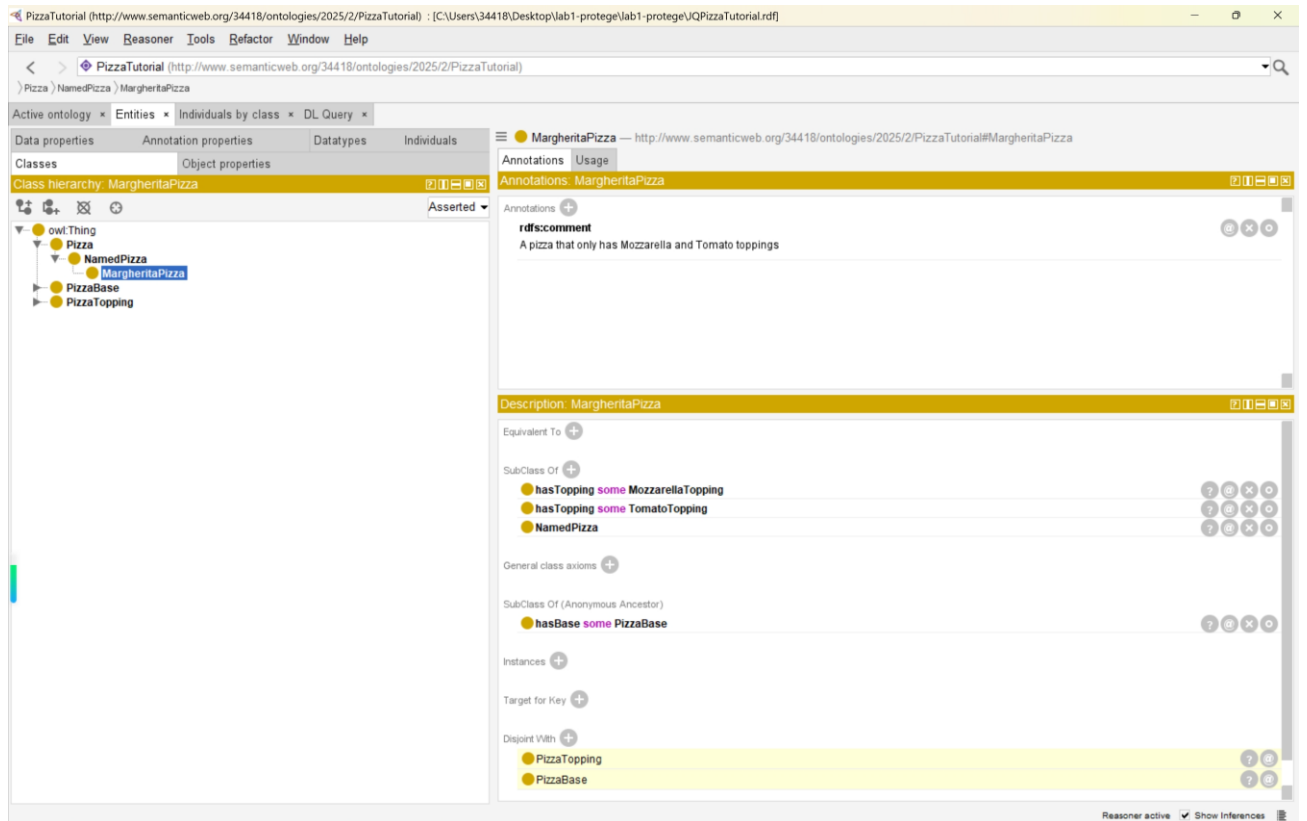 PizzaTutorial (http://www.semanticweb.org/34418/ontologies/2025/2/PizzaTutorial) : [C:\Users\34418\Desktop\lab1-protege\lab1-protege\JQPizzaTutorial.rdf]
File Edit View Reasoner Tools Refactor Window Help
PizzaTutorial (http://www.semanticweb.org/34418/ontologies/2025/2/PizzaTutorial)
Pizza NamedPizza MargheritaPizza
Active ontology × Entities × Individuals by class × DL Query ×
Data properties Annotation properties Datatypes Individuals
Classes Object properties
Class hierarchy: MargheritaPizza
Asserted
owl:Thing
Pizza
NamedPizza
MargheritaPizza
PizzaBase
PizzaTopping
MargheritaPizza — http://www.semanticweb.org/34418/ontologies/2025/2/PizzaTutorial#MargheritaPizza
Annotations Usage
Annotations: MargheritaPizza
Annotations
rdfs:comment
A pizza that only has Mozzarella and Tomato toppings
Description: MargheritaPizza
Equivalent To
SubClass Of
hasTopping some MozzarellaTopping
hasTopping some TomatoTopping
NamedPizza
General class axioms
SubClass Of (Anonymous Ancestor)
hasBase some PizzaBase
Instances
Target for Key
Disjoint With
PizzaTopping
PizzaBase
Reasoner active Show Inferences